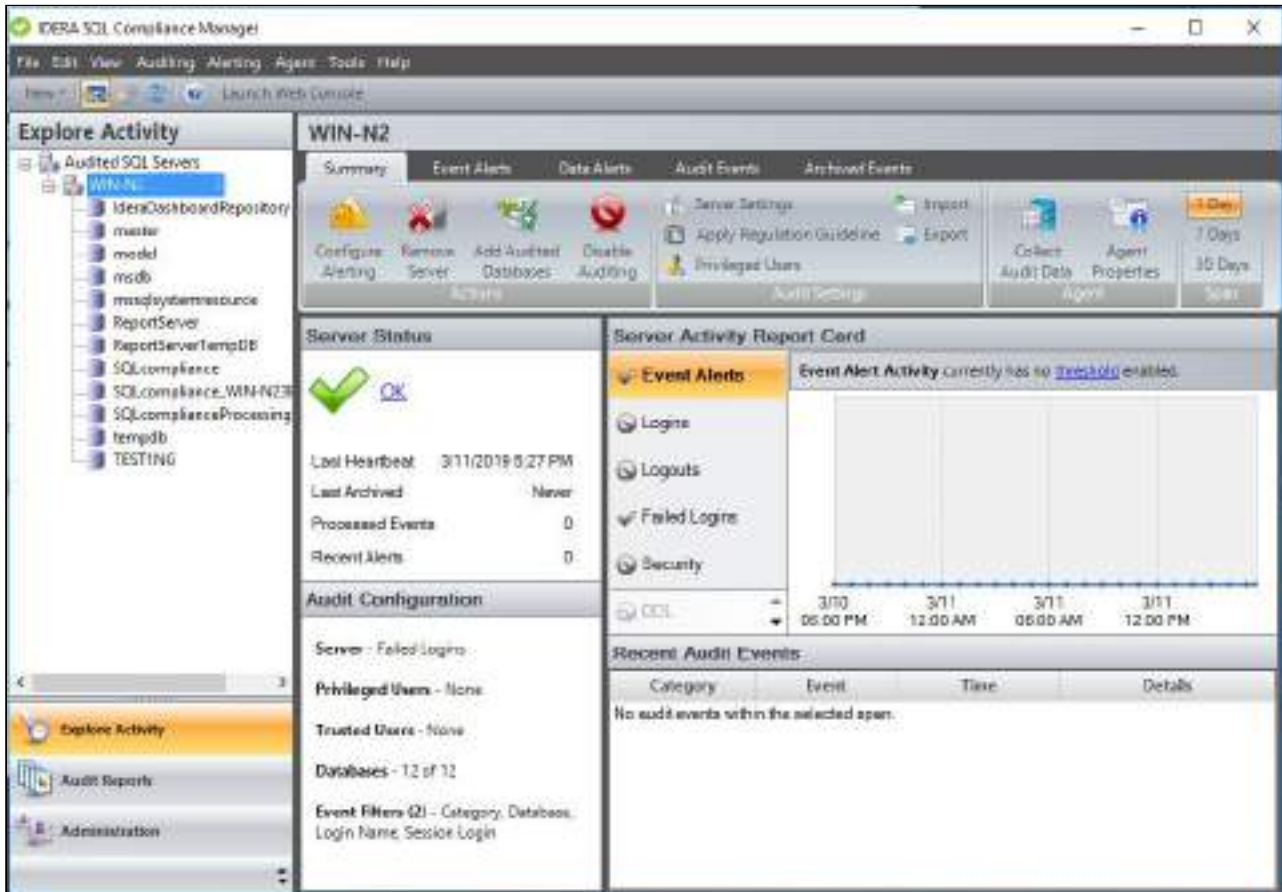 IDERA SQL Compliance Manager
File Edit View Auditing Alerting Agent Tools Help
New Launch Web Console
Explore Activity
Audited SQL Servers
WIN-N2
IderaDashboardRepository
master
model
msdb
mssqlsystemresource
ReportServer
ReportServerTempDB
SQLcompliance
SQLcompliance_WIN-N23
SQLcomplianceProcessing
tempdb
TEST1NG
Explore Activity
Audit Reports
Administration
WIN-N2
Summary Event Alerts Data Alerts Audit Events Archived Events
Configure Alerting
Remove Server
Add Audited Databases
Disable Auditing
Actions
Server Settings
Apply Regulation Guideline
Privileged Users
Import
Export
Audit Settings
Collect Audit Data
Agent Properties
Agent
1 Day
7 Days
30 Days
Span
Server Status
OK
Last Heartbeat 3/11/2019 5:27 PM
Last Archived Never
Processed Events 0
Recent Alerts 0
Audit Configuration
Server - Failed Logins
Privileged Users - None
Trusted Users - None
Databases - 12 of 12
Event Filters (2) - Category, Database,
Login Name, Session Login
Server Activity Report Card
Event Alerts
Logins
Logouts
Failed Logins
Security
DDL
Event Alert Activity currently has no threshold enabled.
3/10 3/11 3/11 3/11
06:00 PM 12:00 AM 06:00 AM 12:00 PM
Recent Audit Events
Category Event Time Details
No audit events within the selected span.